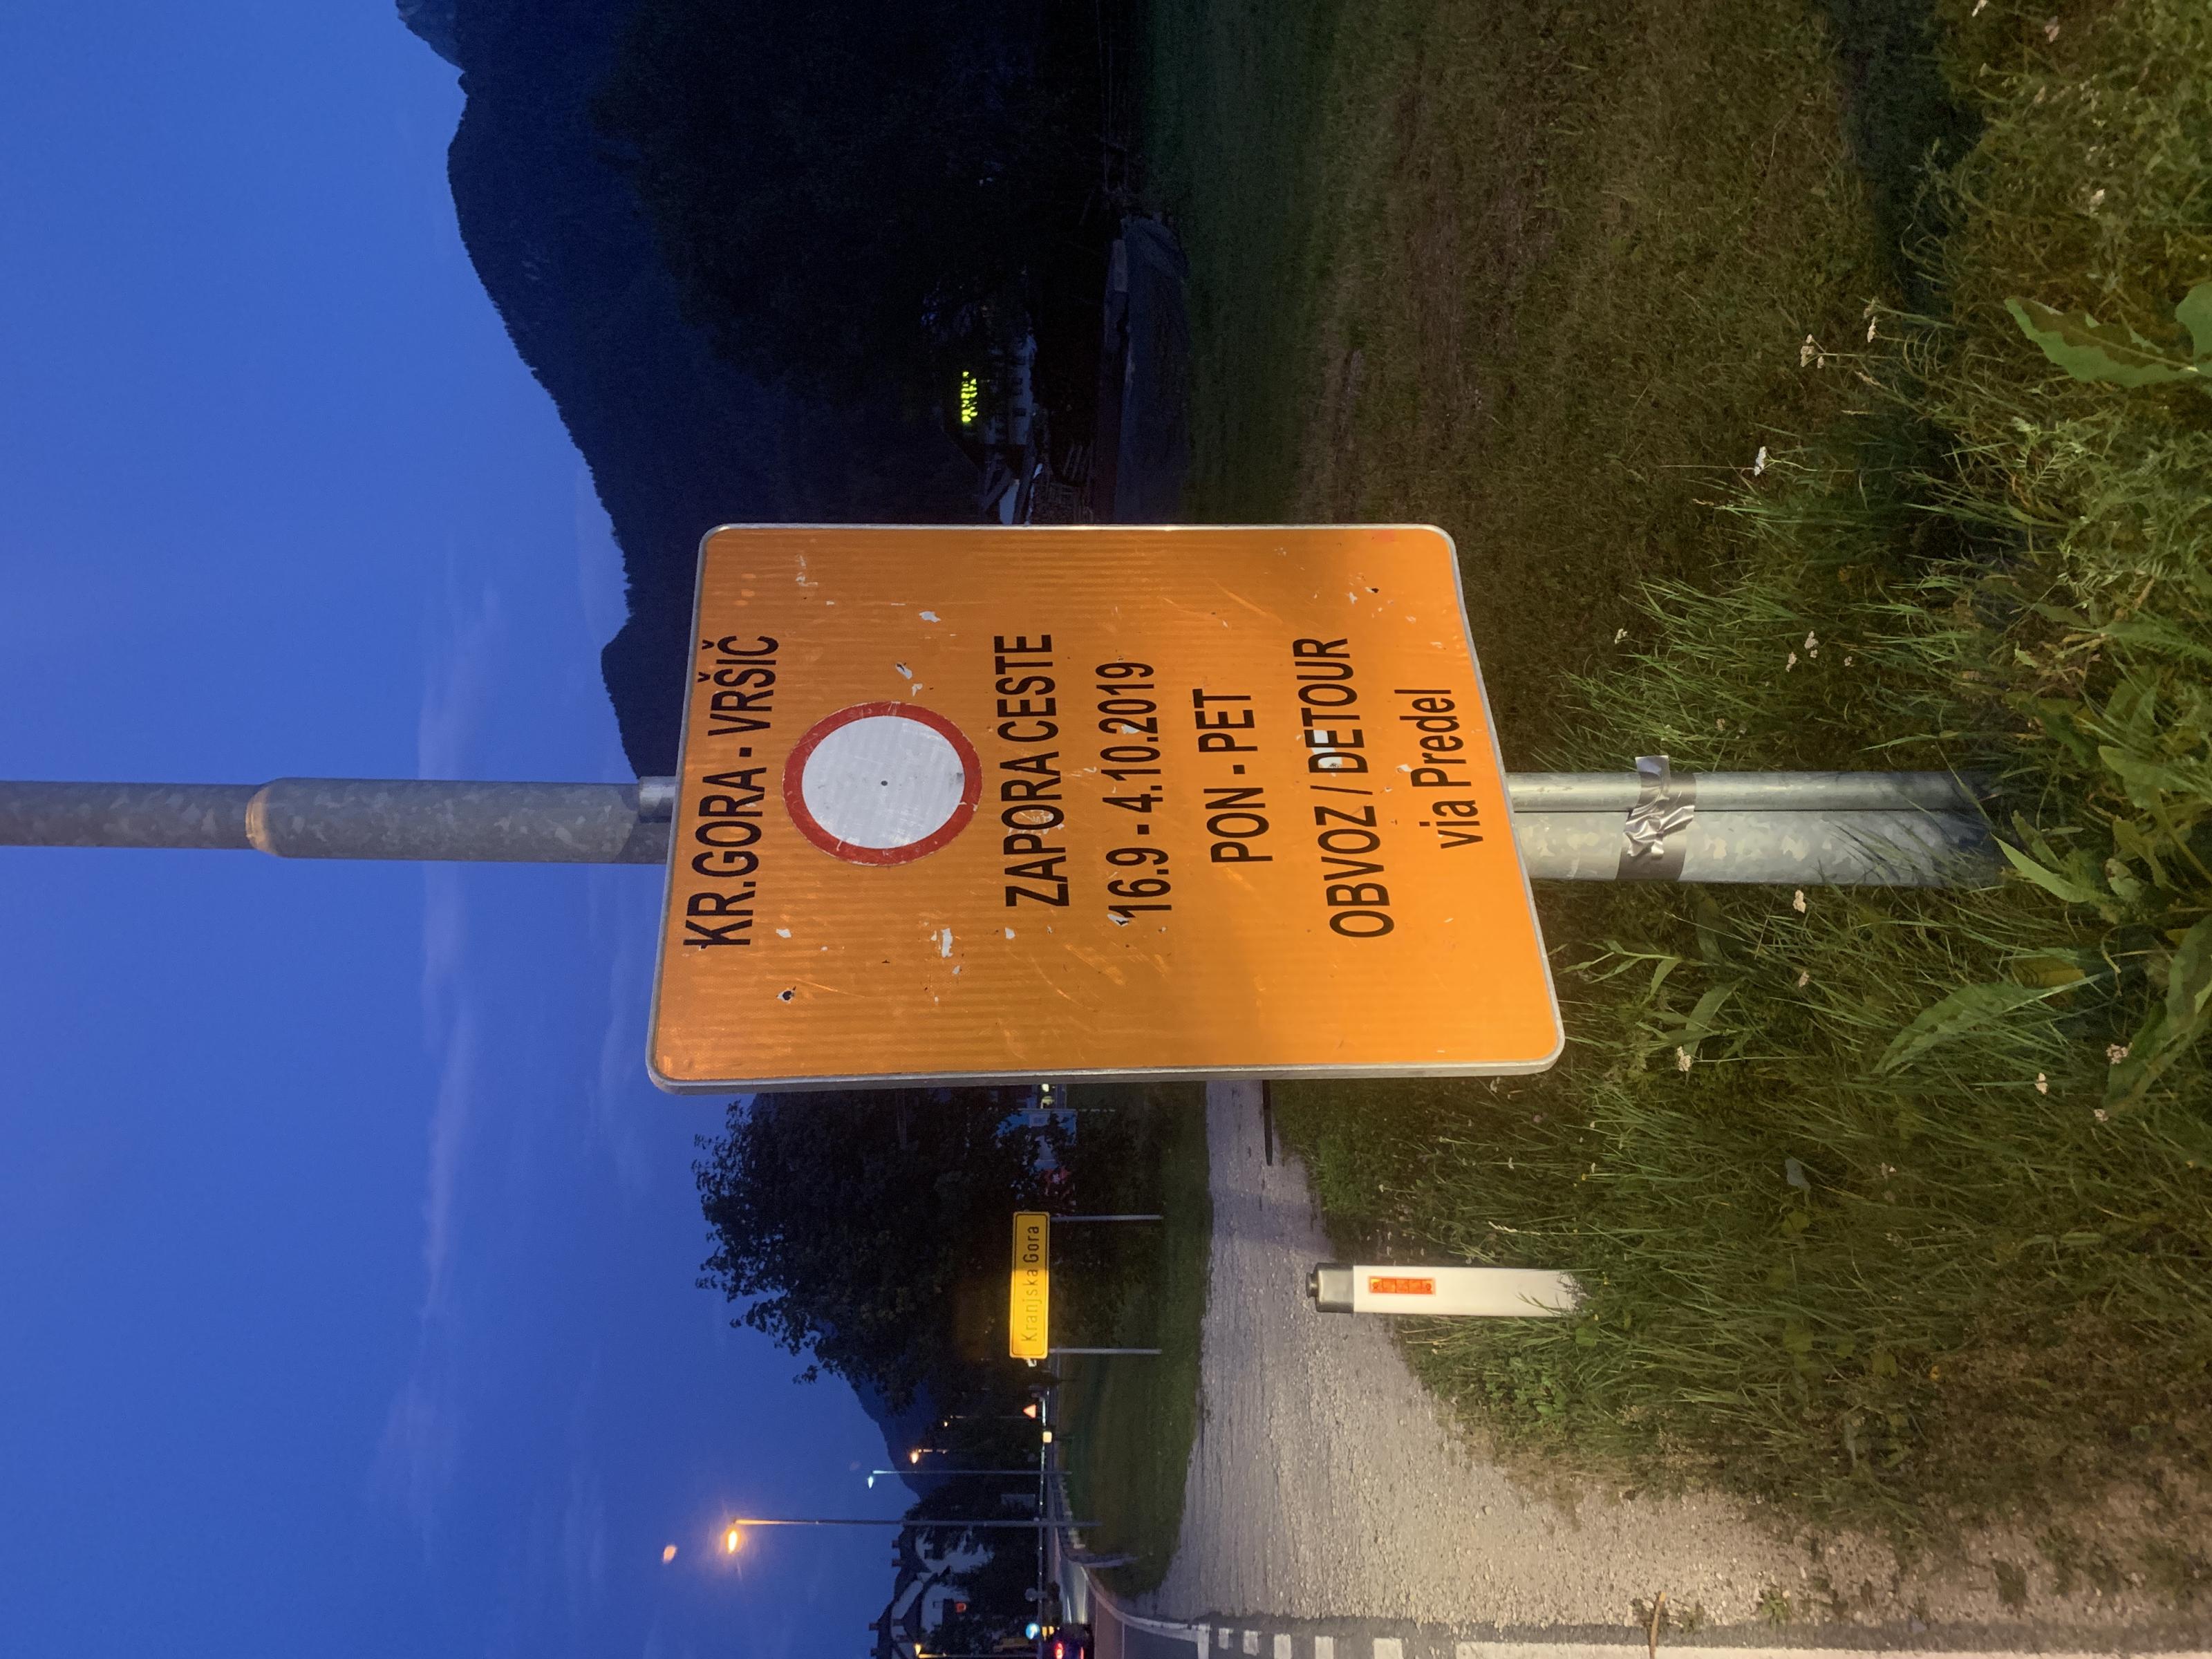 KR.GORA - VRŠIČ
ZAPORA CESTE
16.9 - 4.10.2019
PON - PET
OBVOZ / DETOUR
via Predel
Kranjska Gora